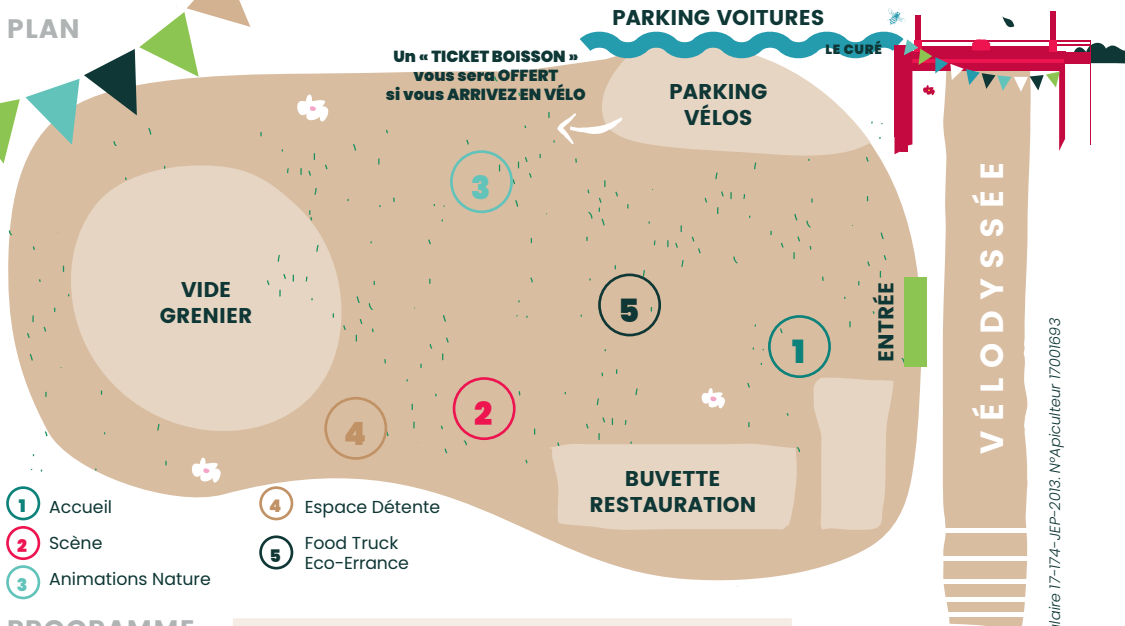 PLAN
PARKING VOITURES
LE CURÉ
Un « TICKET BOISSON »
vous sera OFFERT
si vous ARRIVEZ EN VÉLO
PARKING
VÉLOS
3
VÉLODYSSÉE
VIDE
GRENIER
5
ENTRÉE
1
2
4
BUVETTE
RESTAURATION
1 Accueil
2 Scène
3 Animations Nature
4 Espace Détente
5 Food Truck
Eco-Errance
17-174-JEP-2013. N°Apiculteur 17001693
PROGRAMME